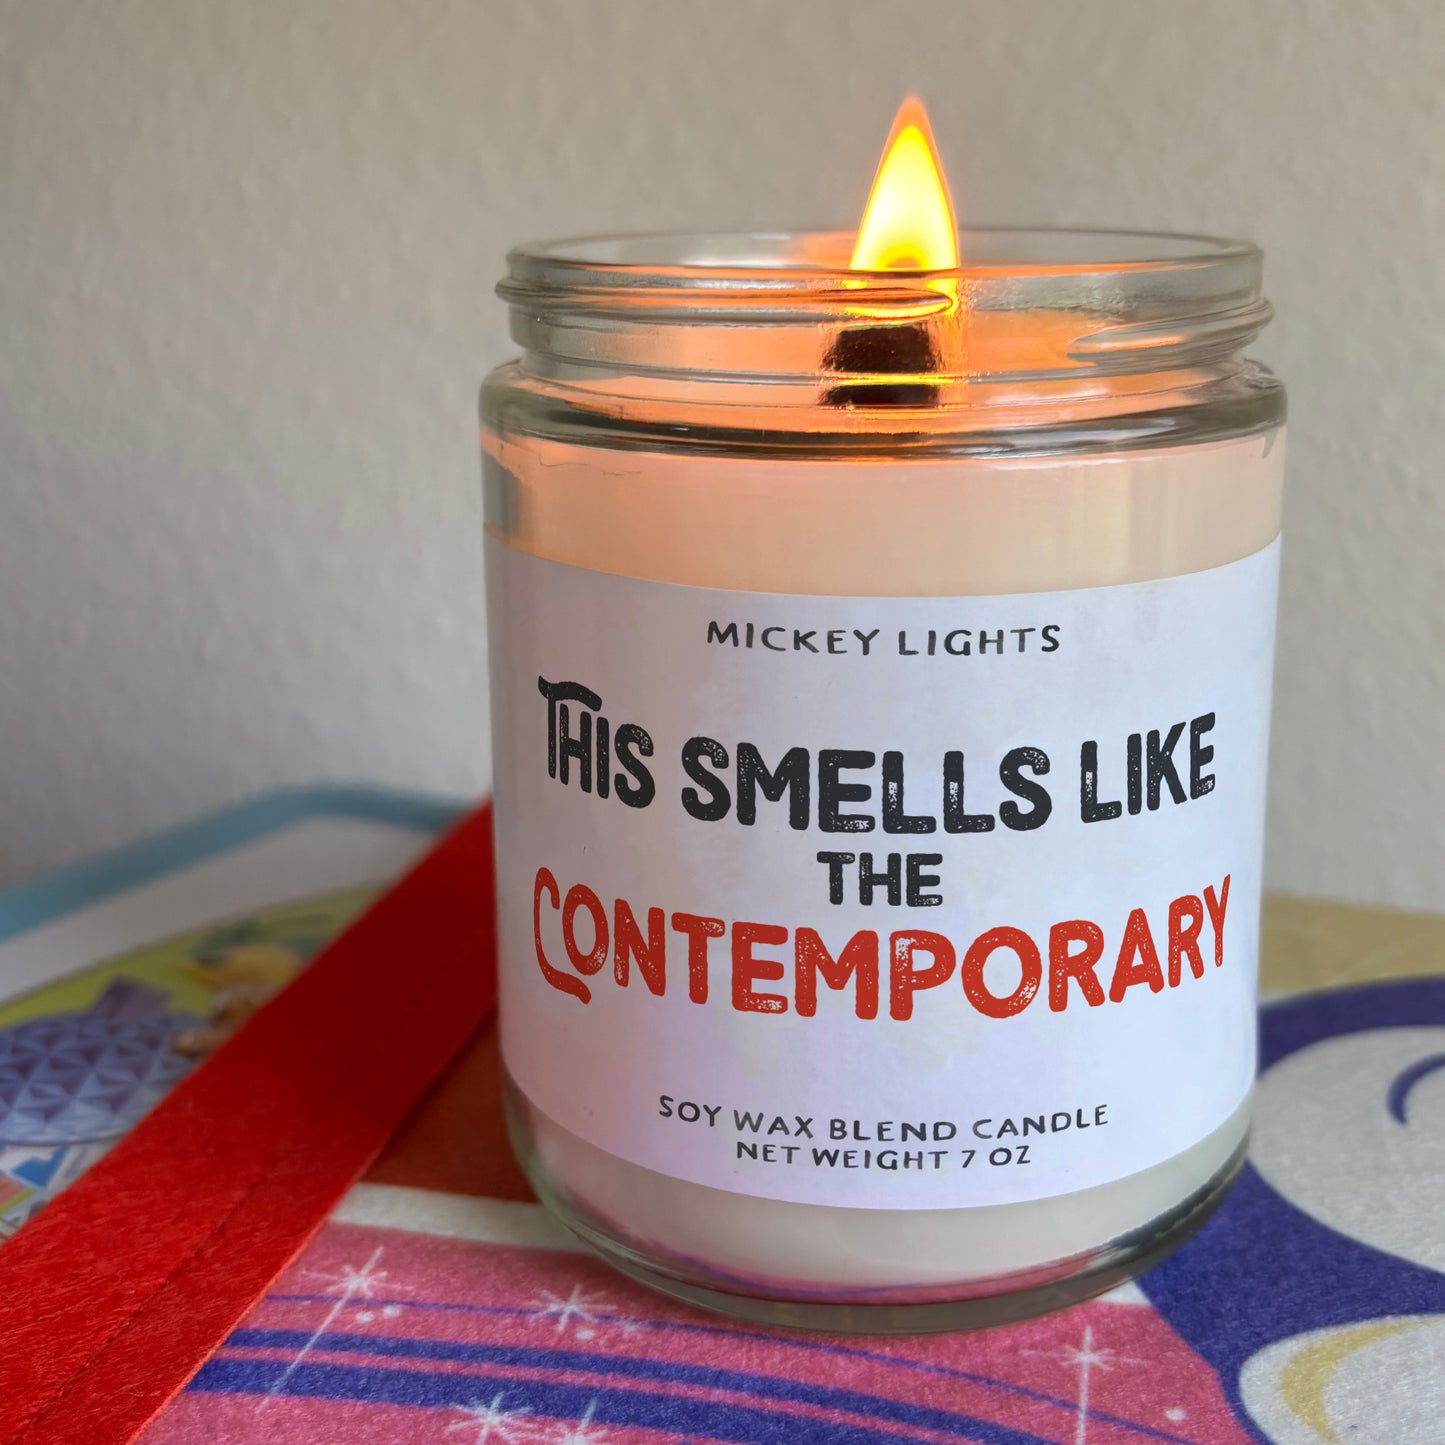 MICKEY LIGHTS
THIS SMELLS LIKE
THE
CONTEMPORARY
SOY WAX BLEND CANDLE
NET WEIGHT 7 OZ